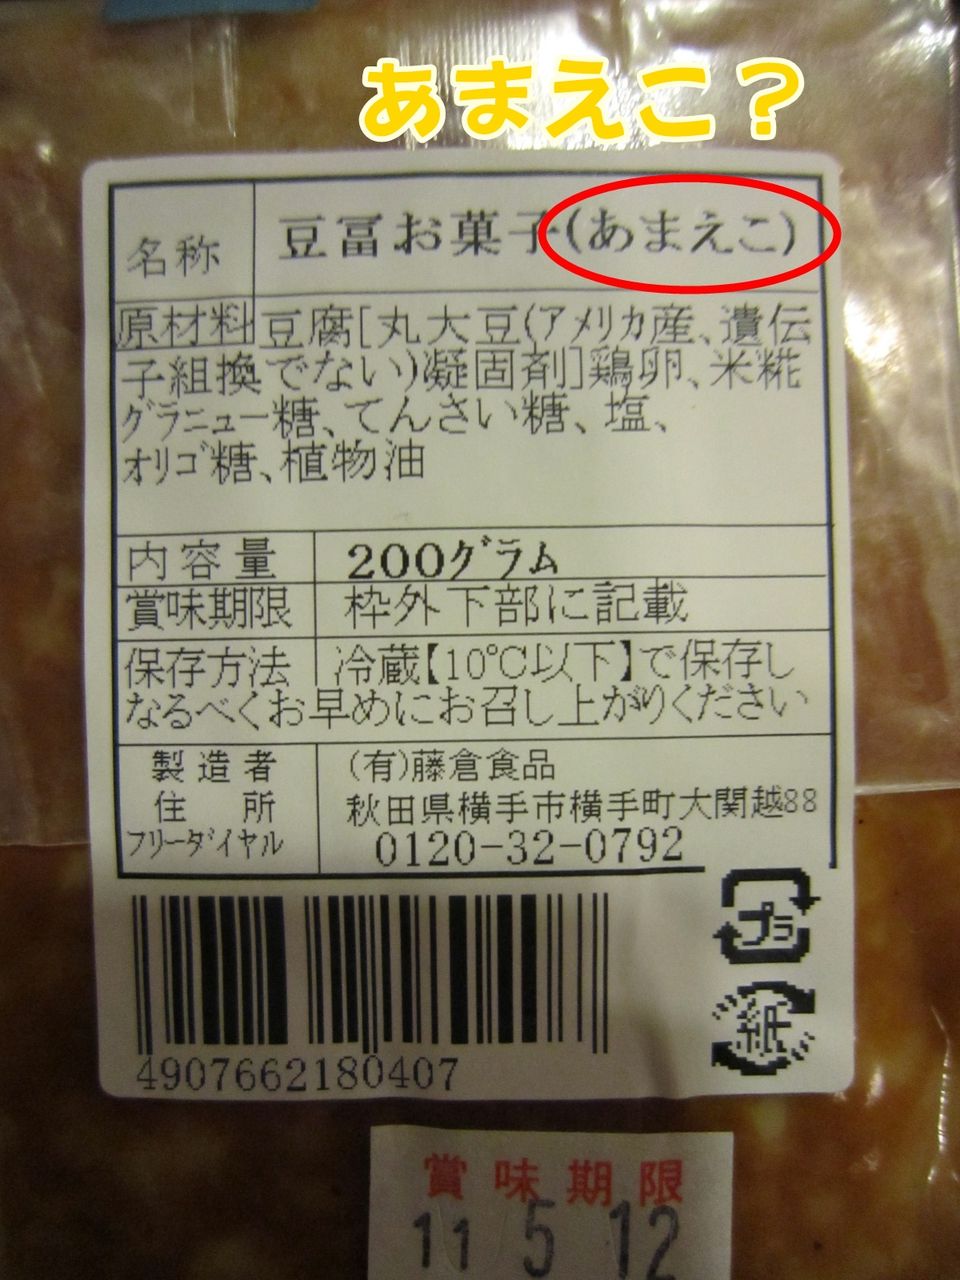 あまえこ？
名称 豆冨お菓子(あまえこ)
原材料 豆腐[丸大豆(アメリカ産、遺伝
子組換でない)凝固剤]鶏卵、米糀
グラニュー糖、てんさい糖、塩、
オリゴ糖、植物油
内容量 200グラム
賞味期限 枠外下部に記載
保存方法 冷蔵【10℃以下】で保存し
なるべくお早めにお召し上がりください
製造者 (有)藤倉食品
住所 秋田県横手市横手町大関越88
フリーダイヤル 0120-32-0792
プラ
紙
4907662180407
賞味期限
11 5 12